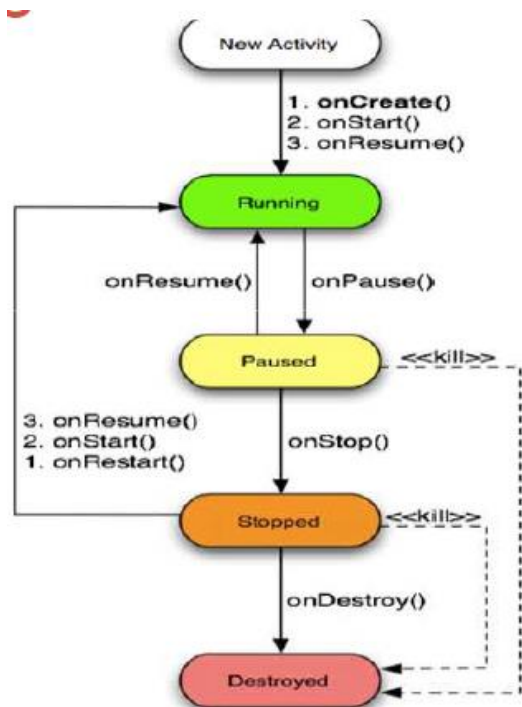 New Activity
1. onCreate()
2. onStart()
3. onResume()
Running
onResume()
onPause()
Paused
<<kill>>
3. onResume()
2. onStart()
1. onRestart()
onStop()
Stopped
<<kill>>
onDestroy()
Destroyed